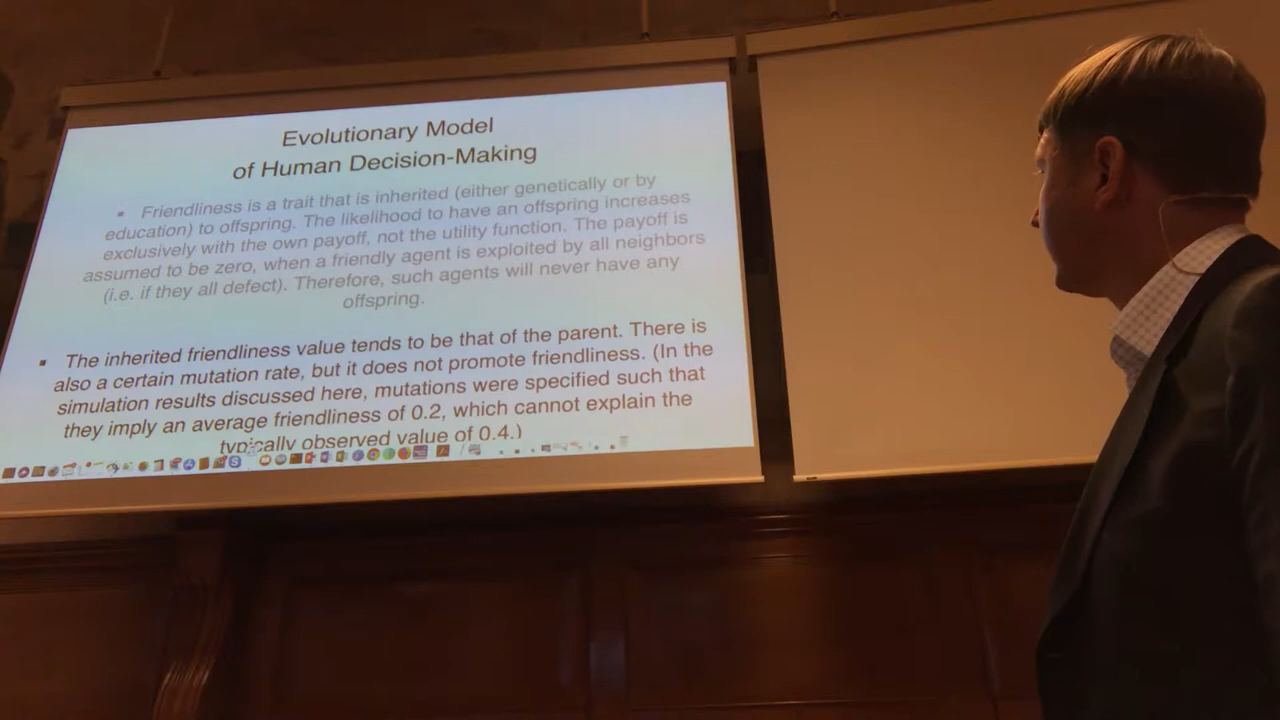 Evolutionary Model
of Human Decision-Making
▪ Friendliness is a trait that is inherited (either genetically or by
education) to offspring. The likelihood to have an offspring increases
exclusively with the own payoff, not the utility function. The payoff is
assumed to be zero, when a friendly agent is exploited by all neighbors
(i.e. if they all defect). Therefore, such agents will never have any
offspring.
▪ The inherited friendliness value tends to be that of the parent. There is
also a certain mutation rate, but it does not promote friendliness. (In the
simulation results discussed here, mutations were specified such that
they imply an average friendliness of 0.2, which cannot explain the
typically observed value of 0.4.)